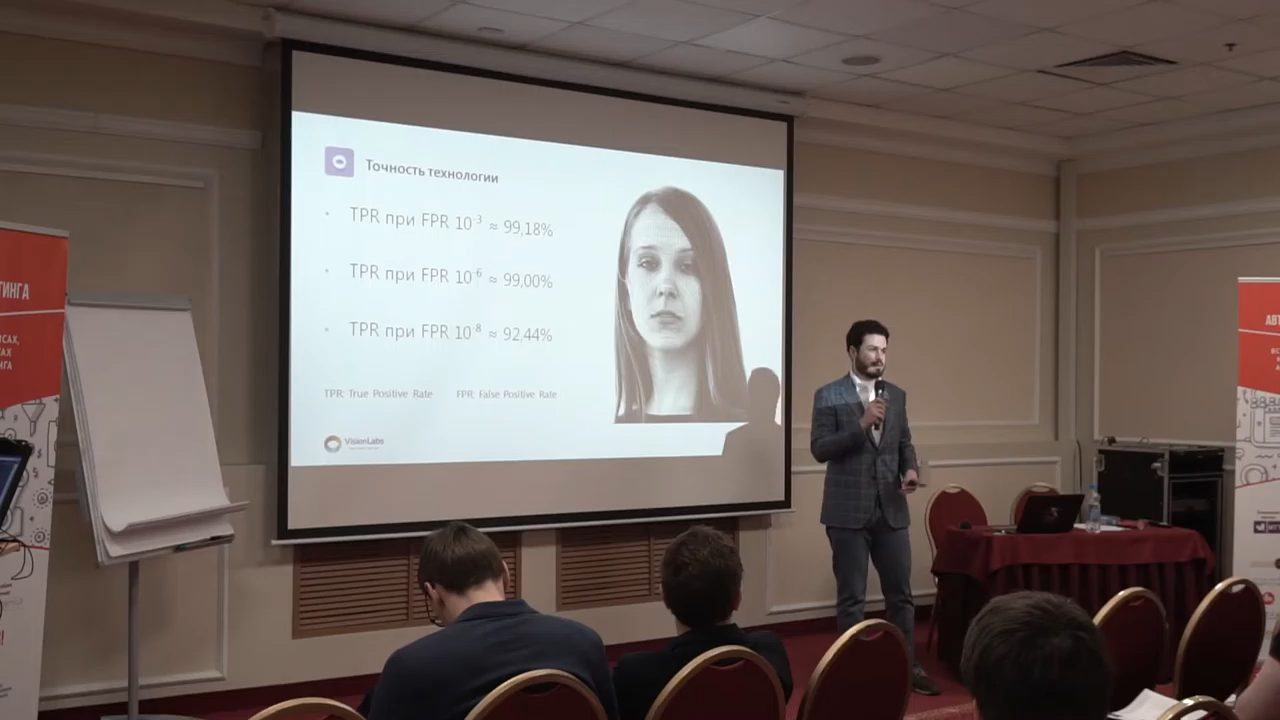 Точность технологии
TPR при FPR 10⁻³ ≈ 99,18%
TPR при FPR 10⁻⁶ ≈ 99,00%
TPR при FPR 10⁻⁸ ≈ 92,44%
TPR: True Positive Rate FPR: False Positive Rate
VisionLabs
ТИНГА